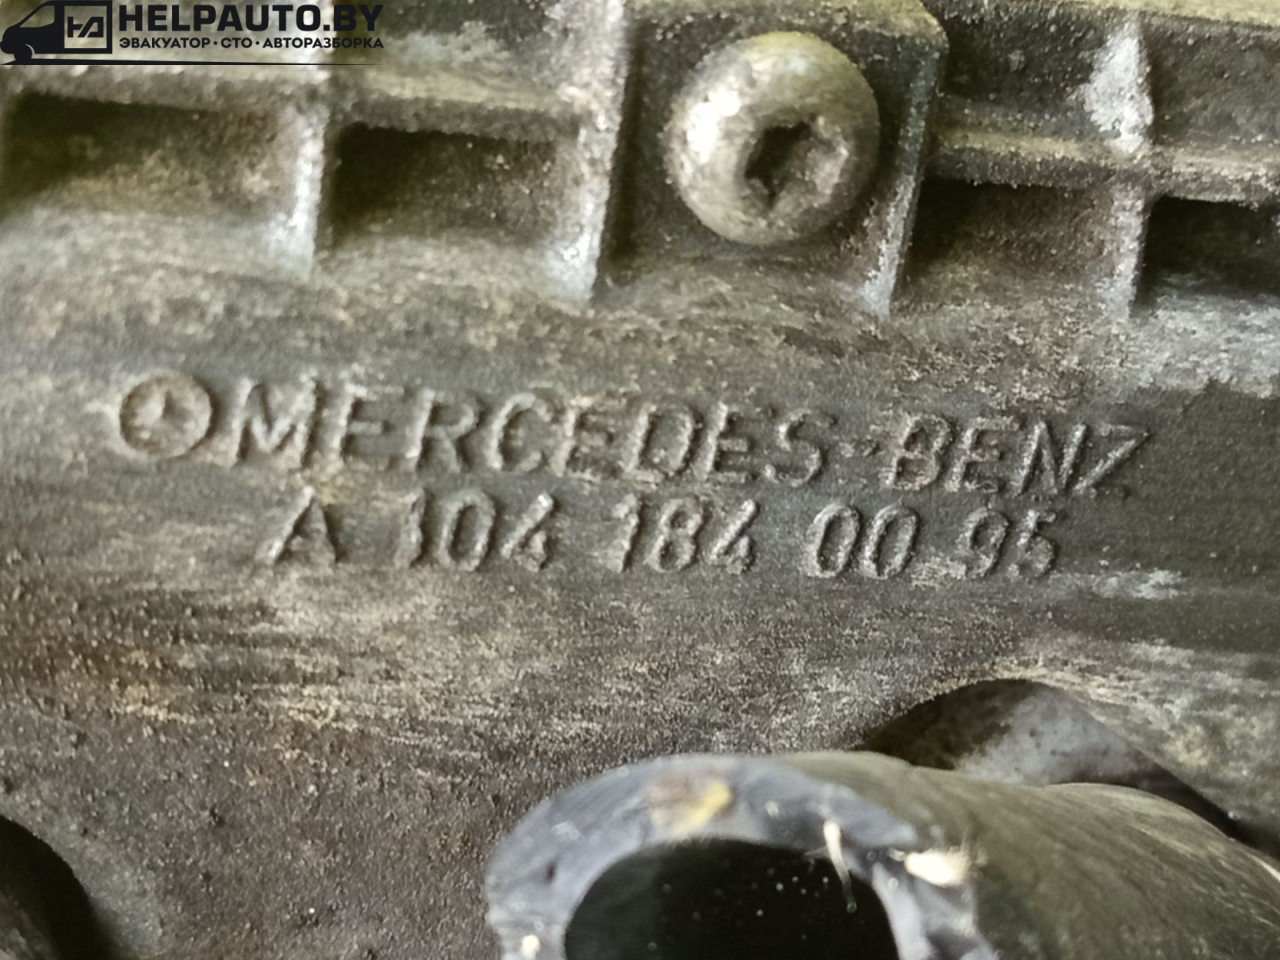 HELPAUTO.BY
ЭВАКУАТОР · СТО · АВТОРАЗБОРКА
MERCEDES-BENZ
A 104 184 00 95